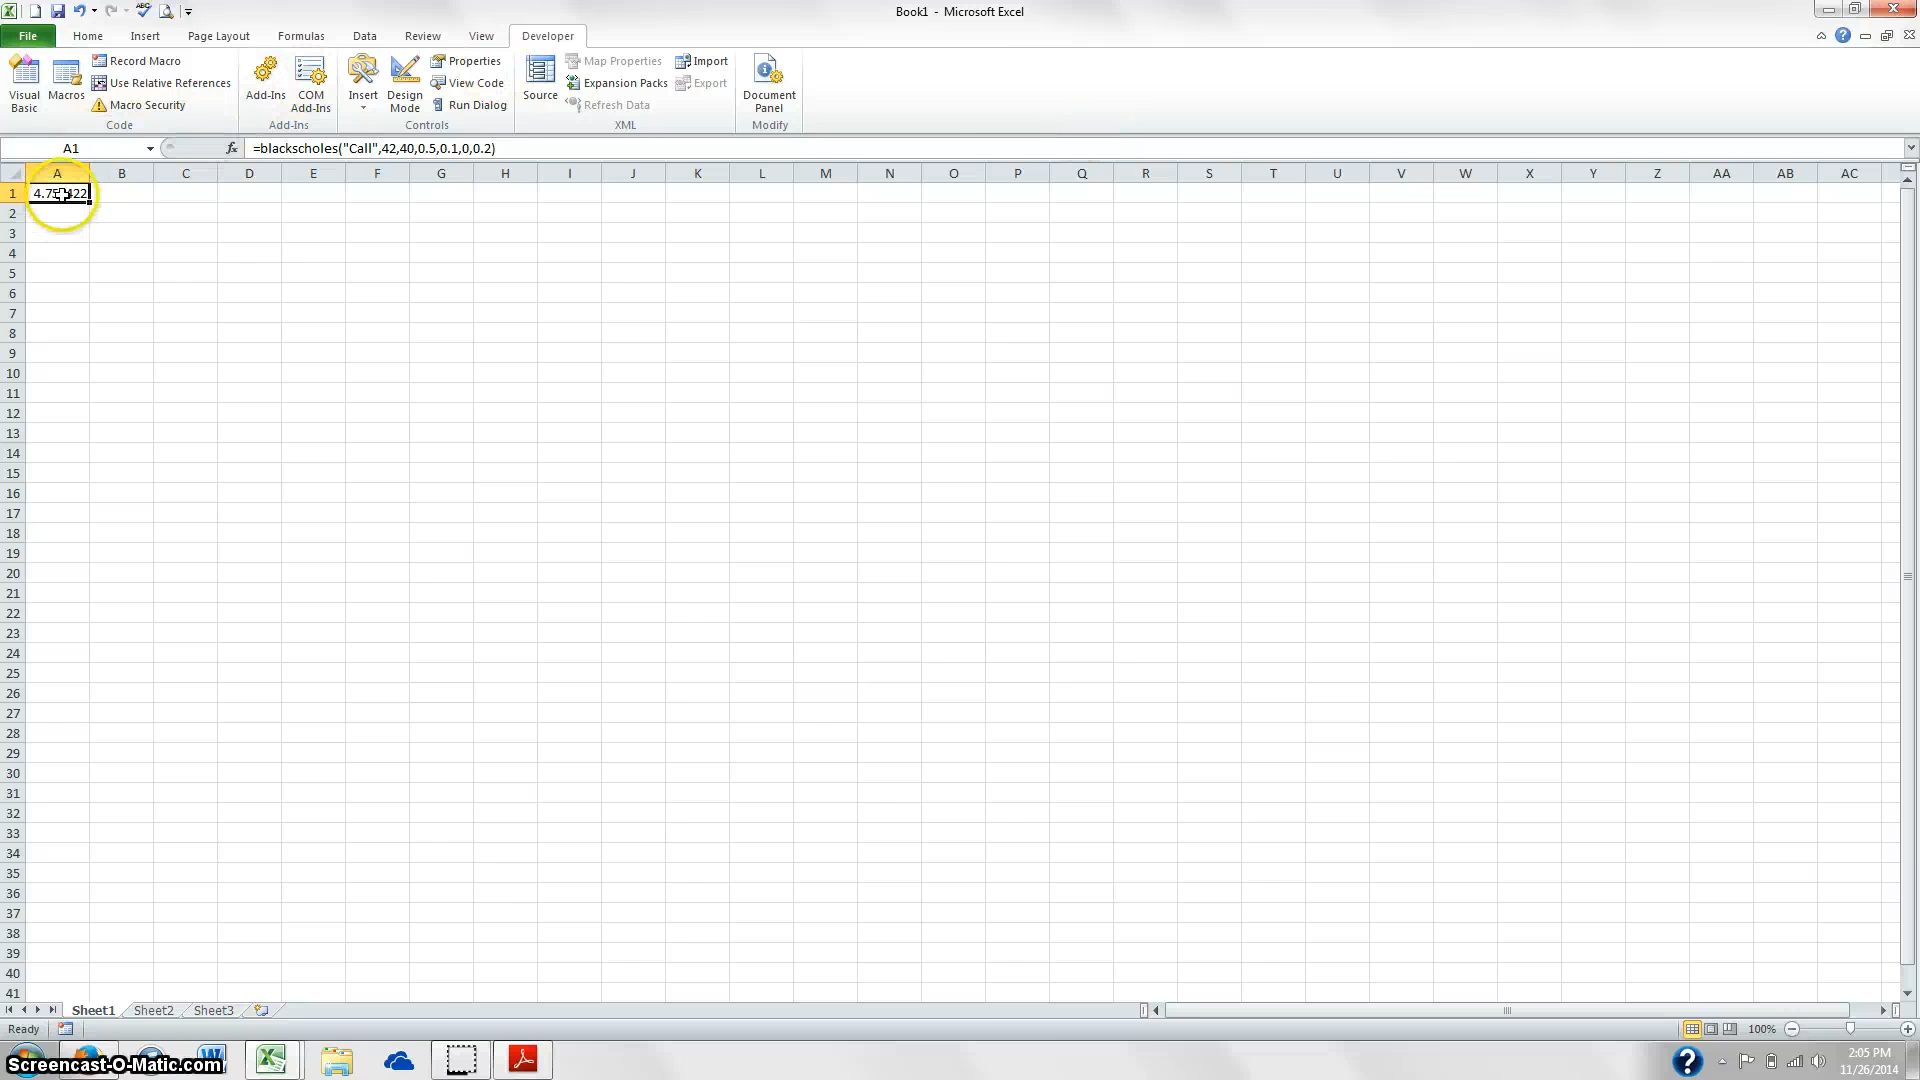 Book1 - Microsoft Excel
File Home Insert Page Layout Formulas Data Review View Developer
Visual Basic
Macros
Record Macro
Use Relative References
Macro Security
Code
Add-Ins
COM Add-Ins
Add-Ins
Insert
Design Mode
Properties
View Code
Run Dialog
Controls
Source
Map Properties
Expansion Packs
Refresh Data
Import
Export
XML
Document Panel
Modify
A1 fx =blackscholes("Call",42,40,0.5,0.1,0,0.2)
A B C D E F G H I J K L M N O P Q R S T U V W X Y Z AA AB AC
1
2
3
4
5
6
7
8
9
10
11
12
13
14
15
16
17
18
19
20
21
22
23
24
25
26
27
28
29
30
31
32
33
34
35
36
37
38
39
40
41
Sheet1 Sheet2 Sheet3
Ready 100%
Screencast-O-Matic.com
2:05 PM
11/26/2014